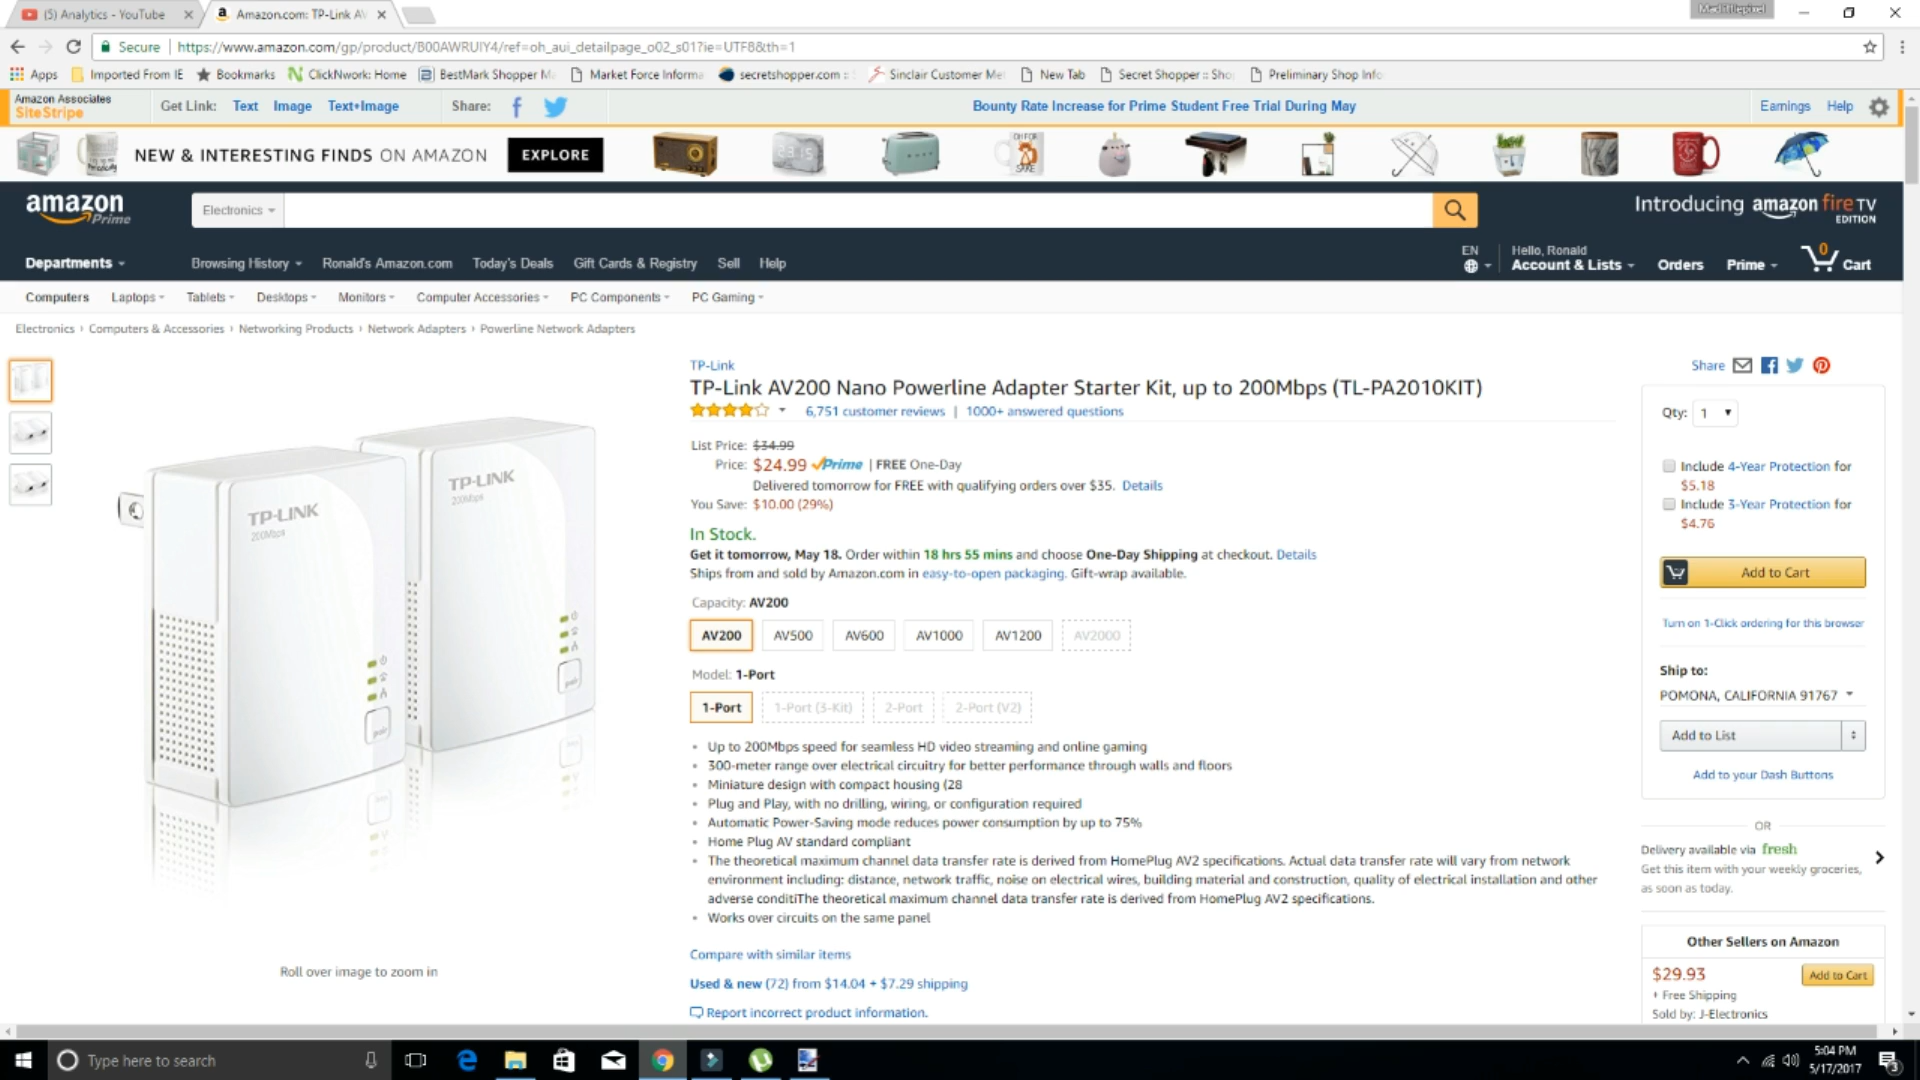 (5) Analytics - YouTube
Amazon.com: TP-Link AV
Secure
https://www.amazon.com/gp/product/B00AWRUIY4/ref=oh_aui_detailpage_o02_s01?ie=UTF8&th=1
Apps
Imported From IE
Bookmarks
ClickNwork: Home
BestMark Shopper M
Market Force Informa
secretshopper.com ::
Sinclair Customer Me
New Tab
Secret Shopper :: Sho
Preliminary Shop Info
Amazon Associates
SiteStripe
Get Link: Text Image Text+Image
Share:
Bounty Rate Increase for Prime Student Free Trial During May
Earnings Help
NEW & INTERESTING FINDS ON AMAZON
EXPLORE
amazon
Prime
Electronics
Introducing amazon fireTV
EDITION
Departments
Browsing History
Ronald's Amazon.com
Today's Deals
Gift Cards & Registry
Sell
Help
EN
Hello, Ronald
Account & Lists
Orders
Prime
0
Cart
Computers
Laptops
Tablets
Desktops
Monitors
Computer Accessories
PC Components
PC Gaming
Electronics › Computers & Accessories › Networking Products › Network Adapters › Powerline Network Adapters
TP-LINK
200Mbps
pair
TP-LINK
200Mbps
pair
Roll over image to zoom in
TP-Link
TP-Link AV200 Nano Powerline Adapter Starter Kit, up to 200Mbps (TL-PA2010KIT)
6,751 customer reviews | 1000+ answered questions
List Price: $34.99
Price: $24.99 Prime | FREE One-Day
Delivered tomorrow for FREE with qualifying orders over $35. Details
You Save: $10.00 (29%)
In Stock.
Get it tomorrow, May 18. Order within 18 hrs 55 mins and choose One-Day Shipping at checkout. Details
Ships from and sold by Amazon.com in easy-to-open packaging. Gift-wrap available.
Capacity: AV200
AV200
AV500
AV600
AV1000
AV1200
AV2000
Model: 1-Port
1-Port
1-Port (3-Kit)
2-Port
2-Port (V2)
• Up to 200Mbps speed for seamless HD video streaming and online gaming
• 300-meter range over electrical circuitry for better performance through walls and floors
• Miniature design with compact housing (28
• Plug and Play, with no drilling, wiring, or configuration required
• Automatic Power-Saving mode reduces power consumption by up to 75%
• Home Plug AV standard compliant
• The theoretical maximum channel data transfer rate is derived from HomePlug AV2 specifications. Actual data transfer rate will vary from network
environment including: distance, network traffic, noise on electrical wires, building material and construction, quality of electrical installation and other
adverse conditiThe theoretical maximum channel data transfer rate is derived from HomePlug AV2 specifications.
• Works over circuits on the same panel
Compare with similar items
Used & new (72) from $14.04 + $7.29 shipping
Report incorrect product information.
Share
Qty: 1
Include 4-Year Protection for
$5.18
Include 3-Year Protection for
$4.76
Add to Cart
Turn on 1-Click ordering for this browser
Ship to:
POMONA, CALIFORNIA 91767
Add to List
Add to your Dash Buttons
OR
Delivery available via fresh
Get this item with your weekly groceries,
as soon as today.
Other Sellers on Amazon
$29.93
Add to Cart
+ Free Shipping
Sold by: J-Electronics
Type here to search
5:04 PM
5/17/2017
3